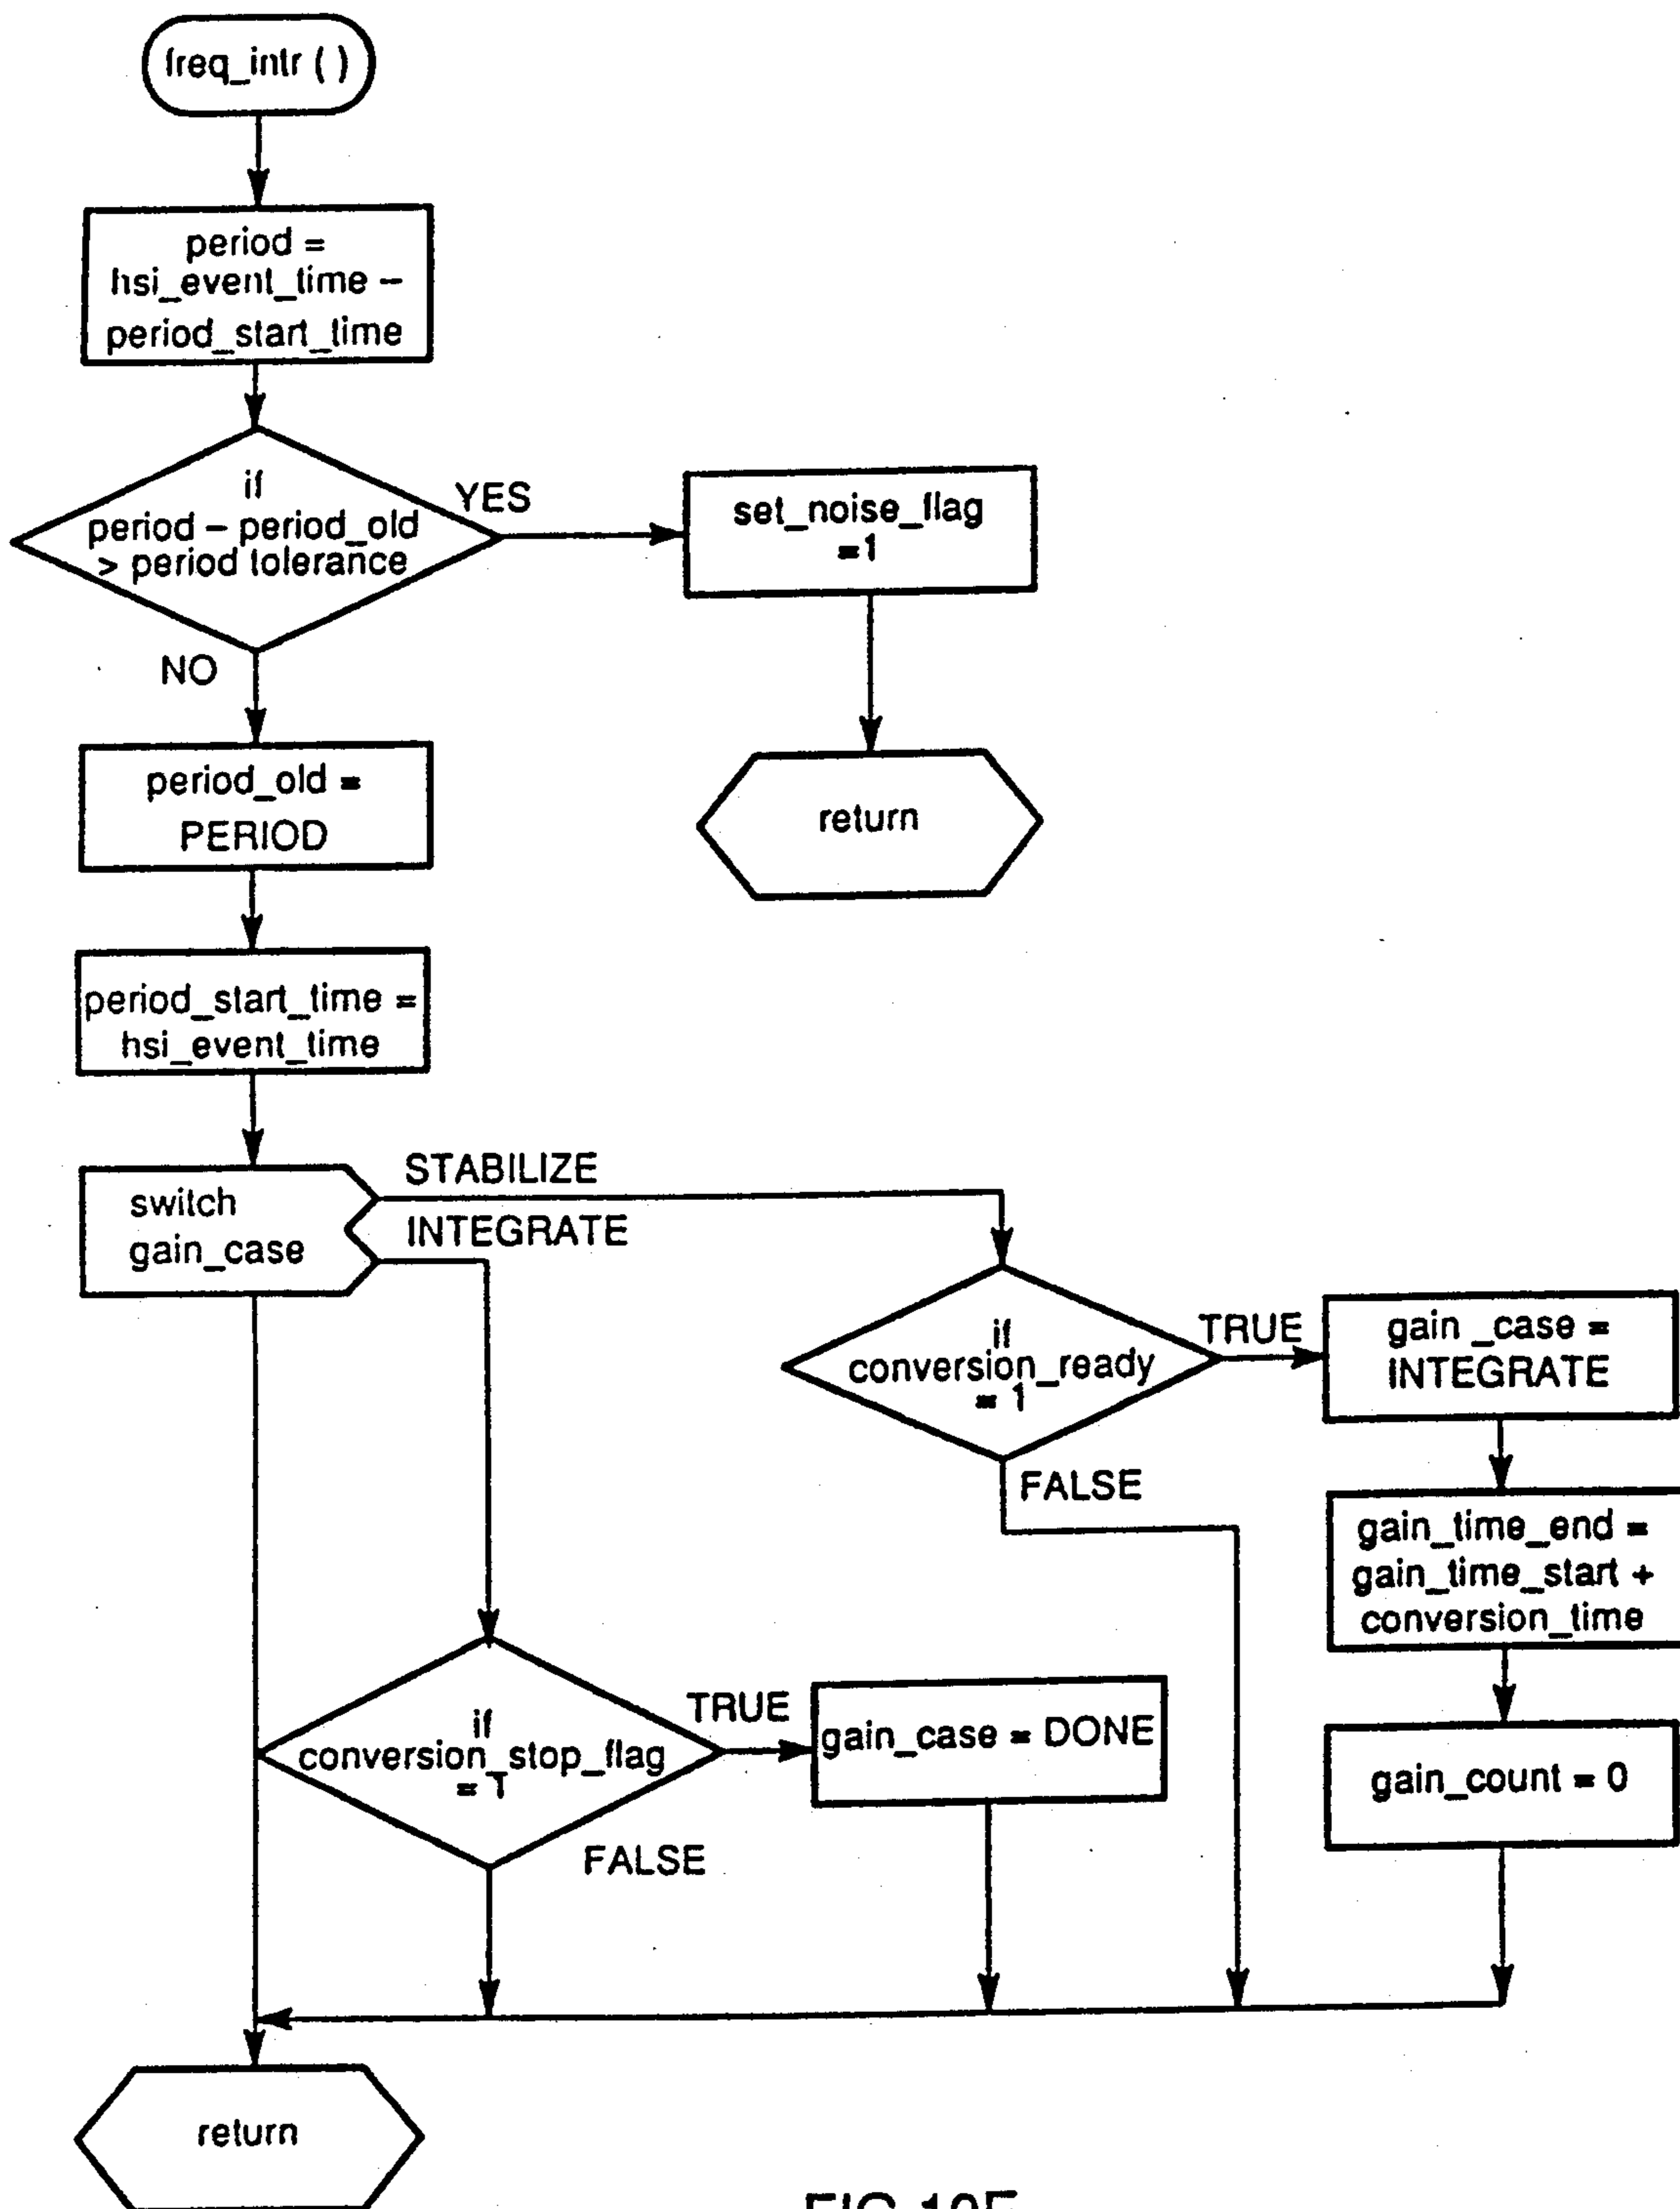 freq_intr ( )
period =
hsi_event_time –
period_start_time
if
period – period_old
> period tolerance
YES
set_noise_flag
=1
NO
return
period_old =
PERIOD
period_start_time =
hsi_event_time
switch
gain_case
STABILIZE
INTEGRATE
if
conversion_ready
= 1
TRUE
gain _case =
INTEGRATE
FALSE
gain_time_end =
gain_time_start +
conversion_time
if
conversion_stop_flag
= 1
TRUE
gain_case = DONE
gain_count = 0
FALSE
return